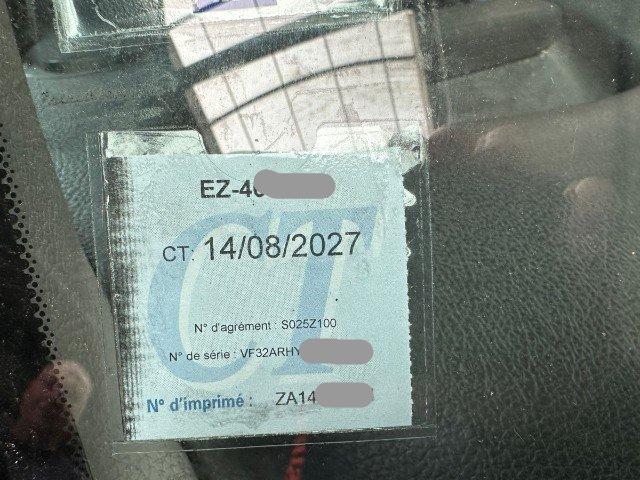 EZ-4
CT: 14/08/2027
N° d'agrément : S025Z100
N° de série : VF32ARHY
N° d'imprimé : ZA14
CT